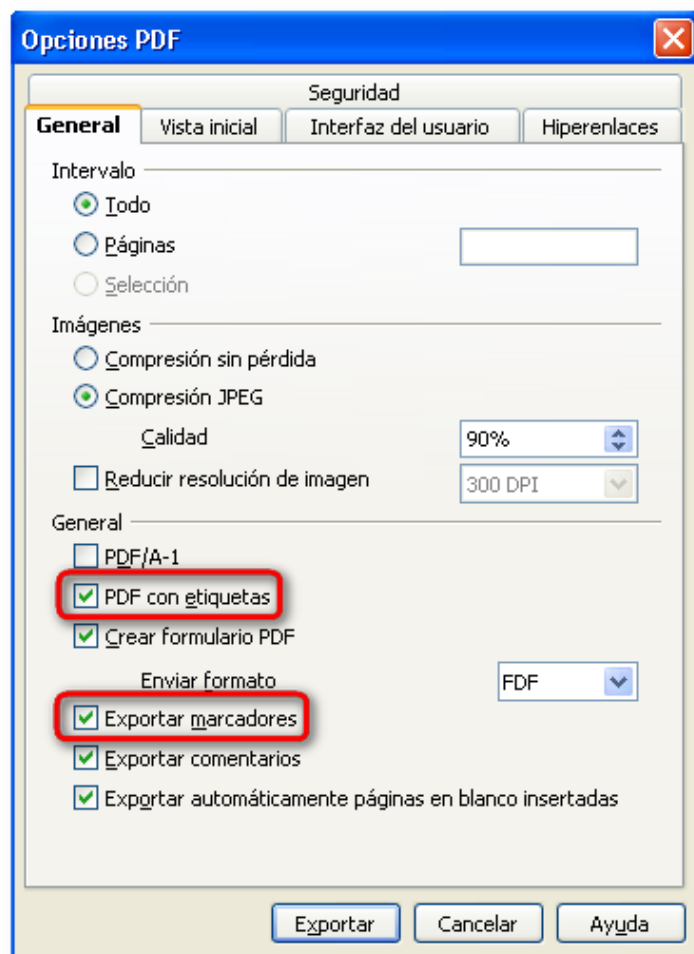 Opciones PDF
Seguridad
General Vista inicial Interfaz del usuario Hiperenlaces
Intervalo
Todo
Páginas
Selección
Imágenes
Compresión sin pérdida
Compresión JPEG
Calidad 90%
Reducir resolución de imagen 300 DPI
General
PDF/A-1
PDF con etiquetas
Crear formulario PDF
Enviar formato FDF
Exportar marcadores
Exportar comentarios
Exportar automáticamente páginas en blanco insertadas
Exportar Cancelar Ayuda